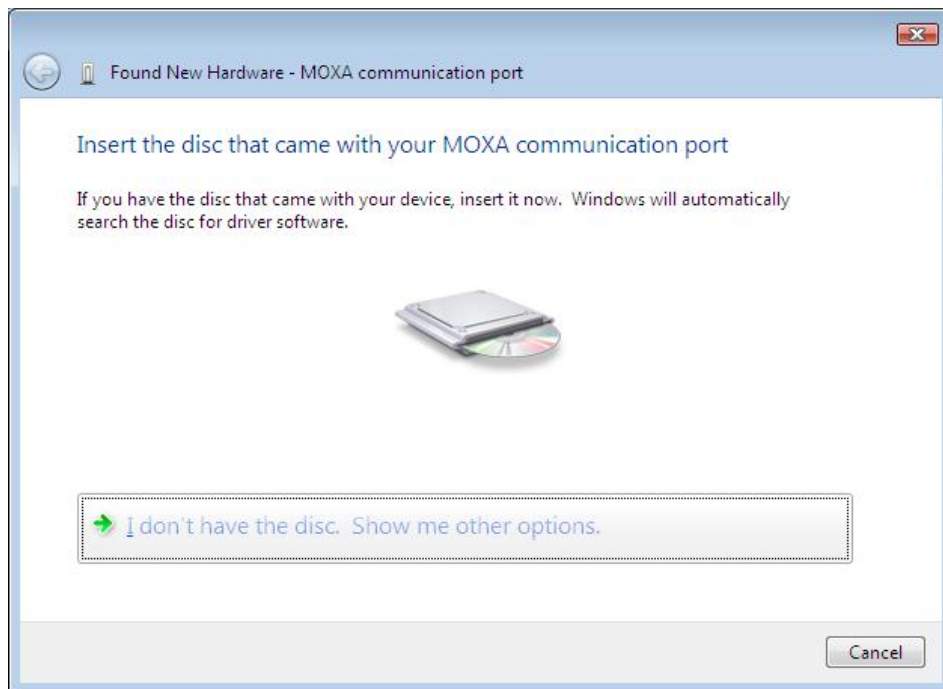 Found New Hardware - MOXA communication port
Insert the disc that came with your MOXA communication port
If you have the disc that came with your device, insert it now.  Windows will automatically
search the disc for driver software.
I don't have the disc.  Show me other options.
Cancel